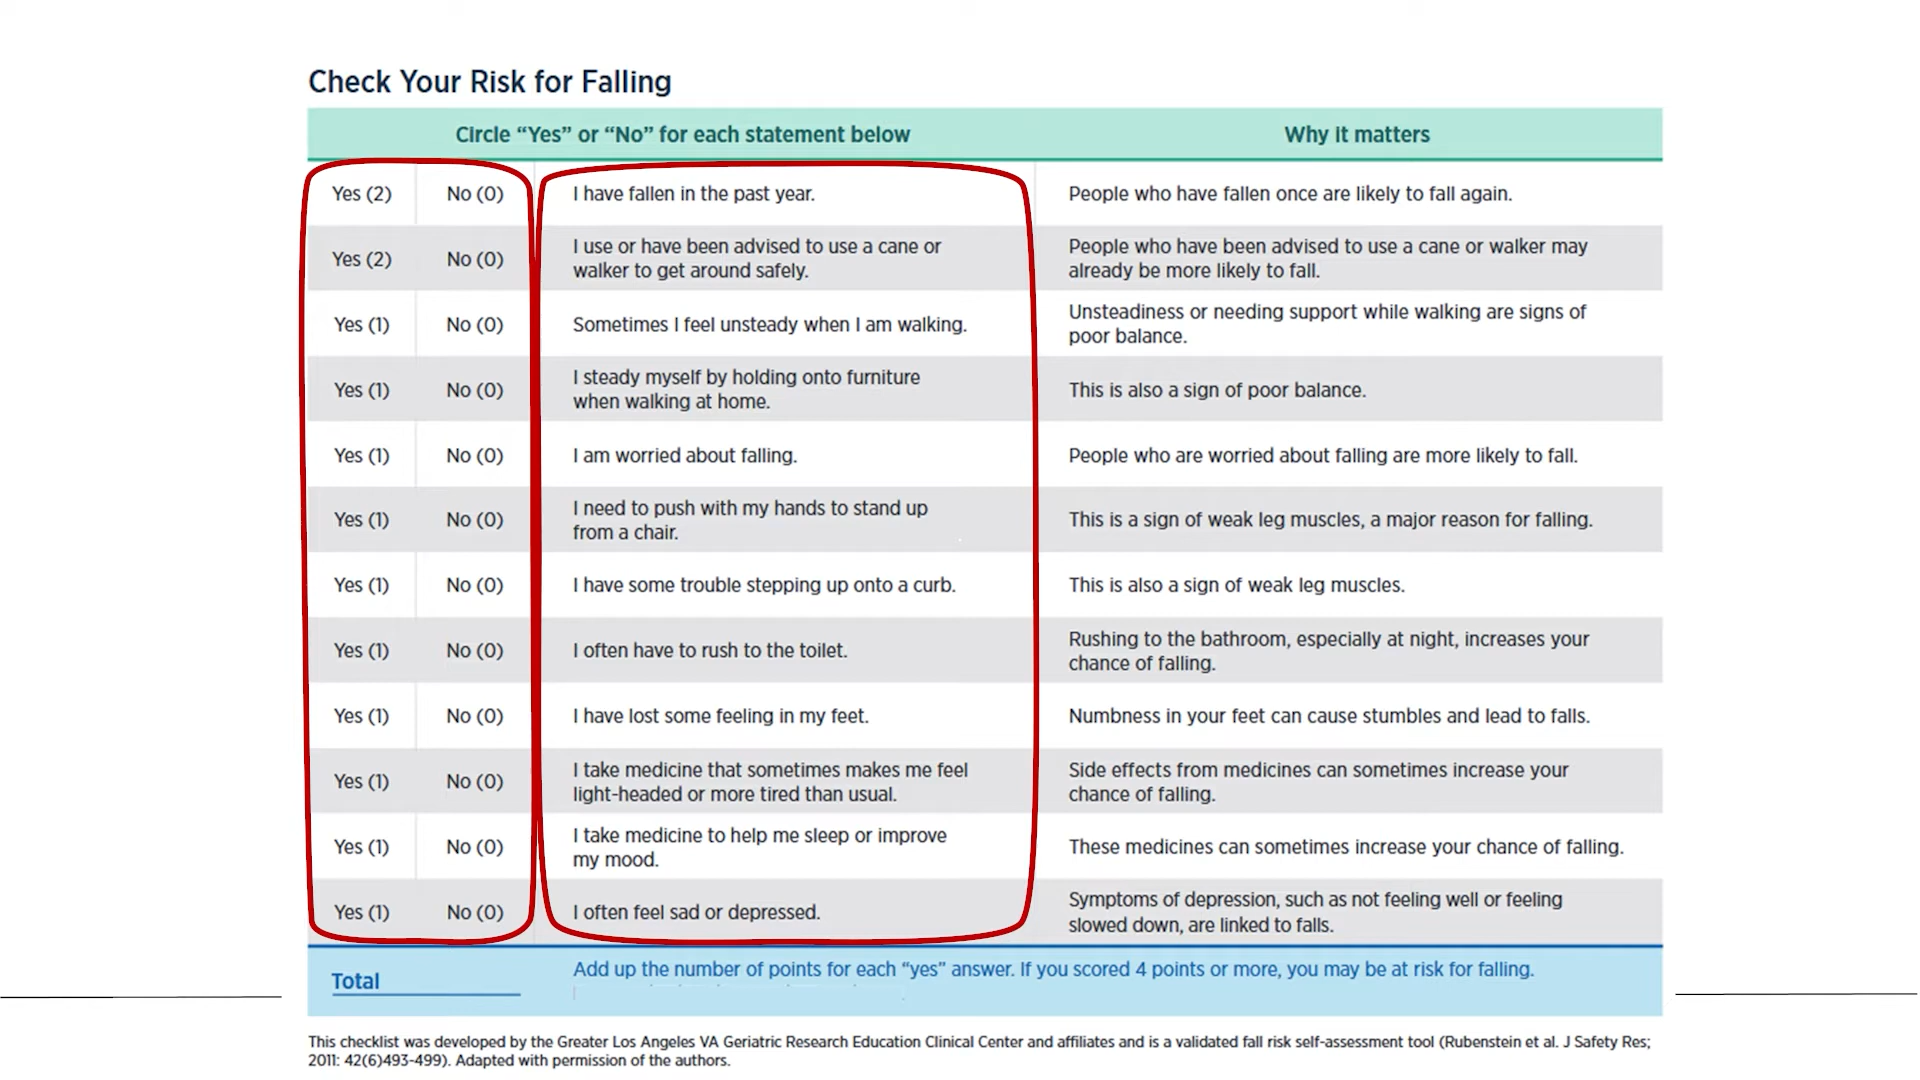 Check Your Risk for Falling
Circle “Yes” or “No” for each statement below Why it matters
Yes (2) No (0) I have fallen in the past year. People who have fallen once are likely to fall again.
Yes (2) No (0) I use or have been advised to use a cane or
walker to get around safely. People who have been advised to use a cane or walker may
already be more likely to fall.
Yes (1) No (0) Sometimes I feel unsteady when I am walking. Unsteadiness or needing support while walking are signs of
poor balance.
Yes (1) No (0) I steady myself by holding onto furniture
when walking at home. This is also a sign of poor balance.
Yes (1) No (0) I am worried about falling. People who are worried about falling are more likely to fall.
Yes (1) No (0) I need to push with my hands to stand up
from a chair. This is a sign of weak leg muscles, a major reason for falling.
Yes (1) No (0) I have some trouble stepping up onto a curb. This is also a sign of weak leg muscles.
Yes (1) No (0) I often have to rush to the toilet. Rushing to the bathroom, especially at night, increases your
chance of falling.
Yes (1) No (0) I have lost some feeling in my feet. Numbness in your feet can cause stumbles and lead to falls.
Yes (1) No (0) I take medicine that sometimes makes me feel
light-headed or more tired than usual. Side effects from medicines can sometimes increase your
chance of falling.
Yes (1) No (0) I take medicine to help me sleep or improve
my mood. These medicines can sometimes increase your chance of falling.
Yes (1) No (0) I often feel sad or depressed. Symptoms of depression, such as not feeling well or feeling
slowed down, are linked to falls.
Total Add up the number of points for each “yes” answer. If you scored 4 points or more, you may be at risk for falling.
This checklist was developed by the Greater Los Angeles VA Geriatric Research Education Clinical Center and affiliates and is a validated fall risk self-assessment tool (Rubenstein et al. J Safety Res;
2011: 42(6)493-499). Adapted with permission of the authors.